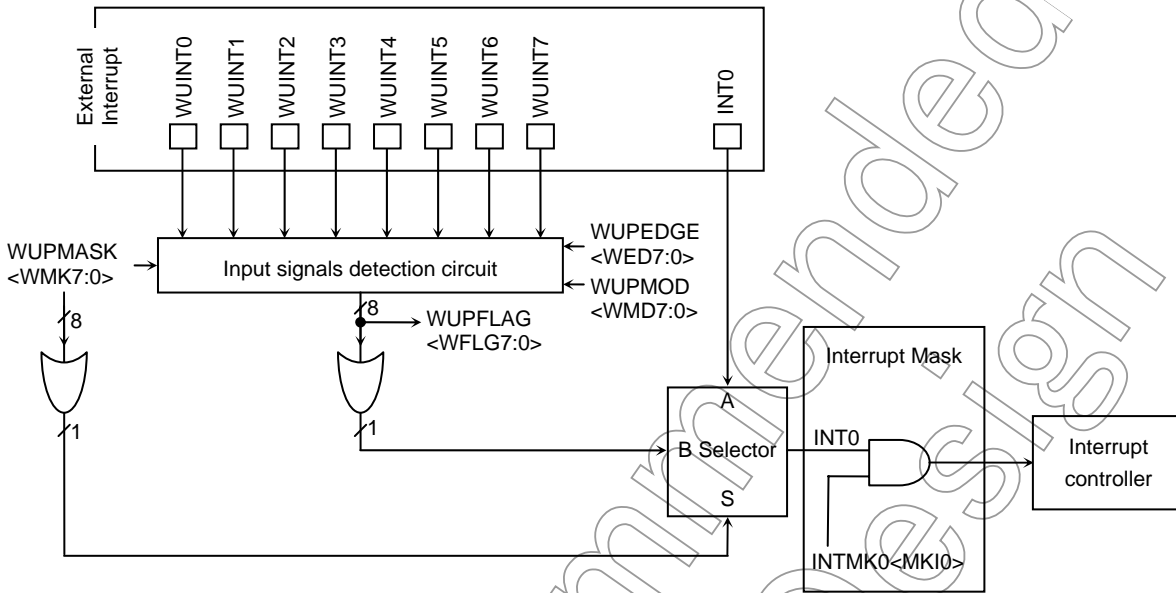 External
Interrupt
WUINT0
WUINT1
WUINT2
WUINT3
WUINT4
WUINT5
WUINT6
WUINT7
INT0
WUPMASK
<WMK7:0>
Input signals detection circuit
WUPEDGE
<WED7:0>
WUPMOD
<WMD7:0>
8
8
WUPFLAG
<WFLG7:0>
1
1
A
B Selector
S
Interrupt Mask
INT0
INTMK0<MKI0>
Interrupt
controller
mmended
esign